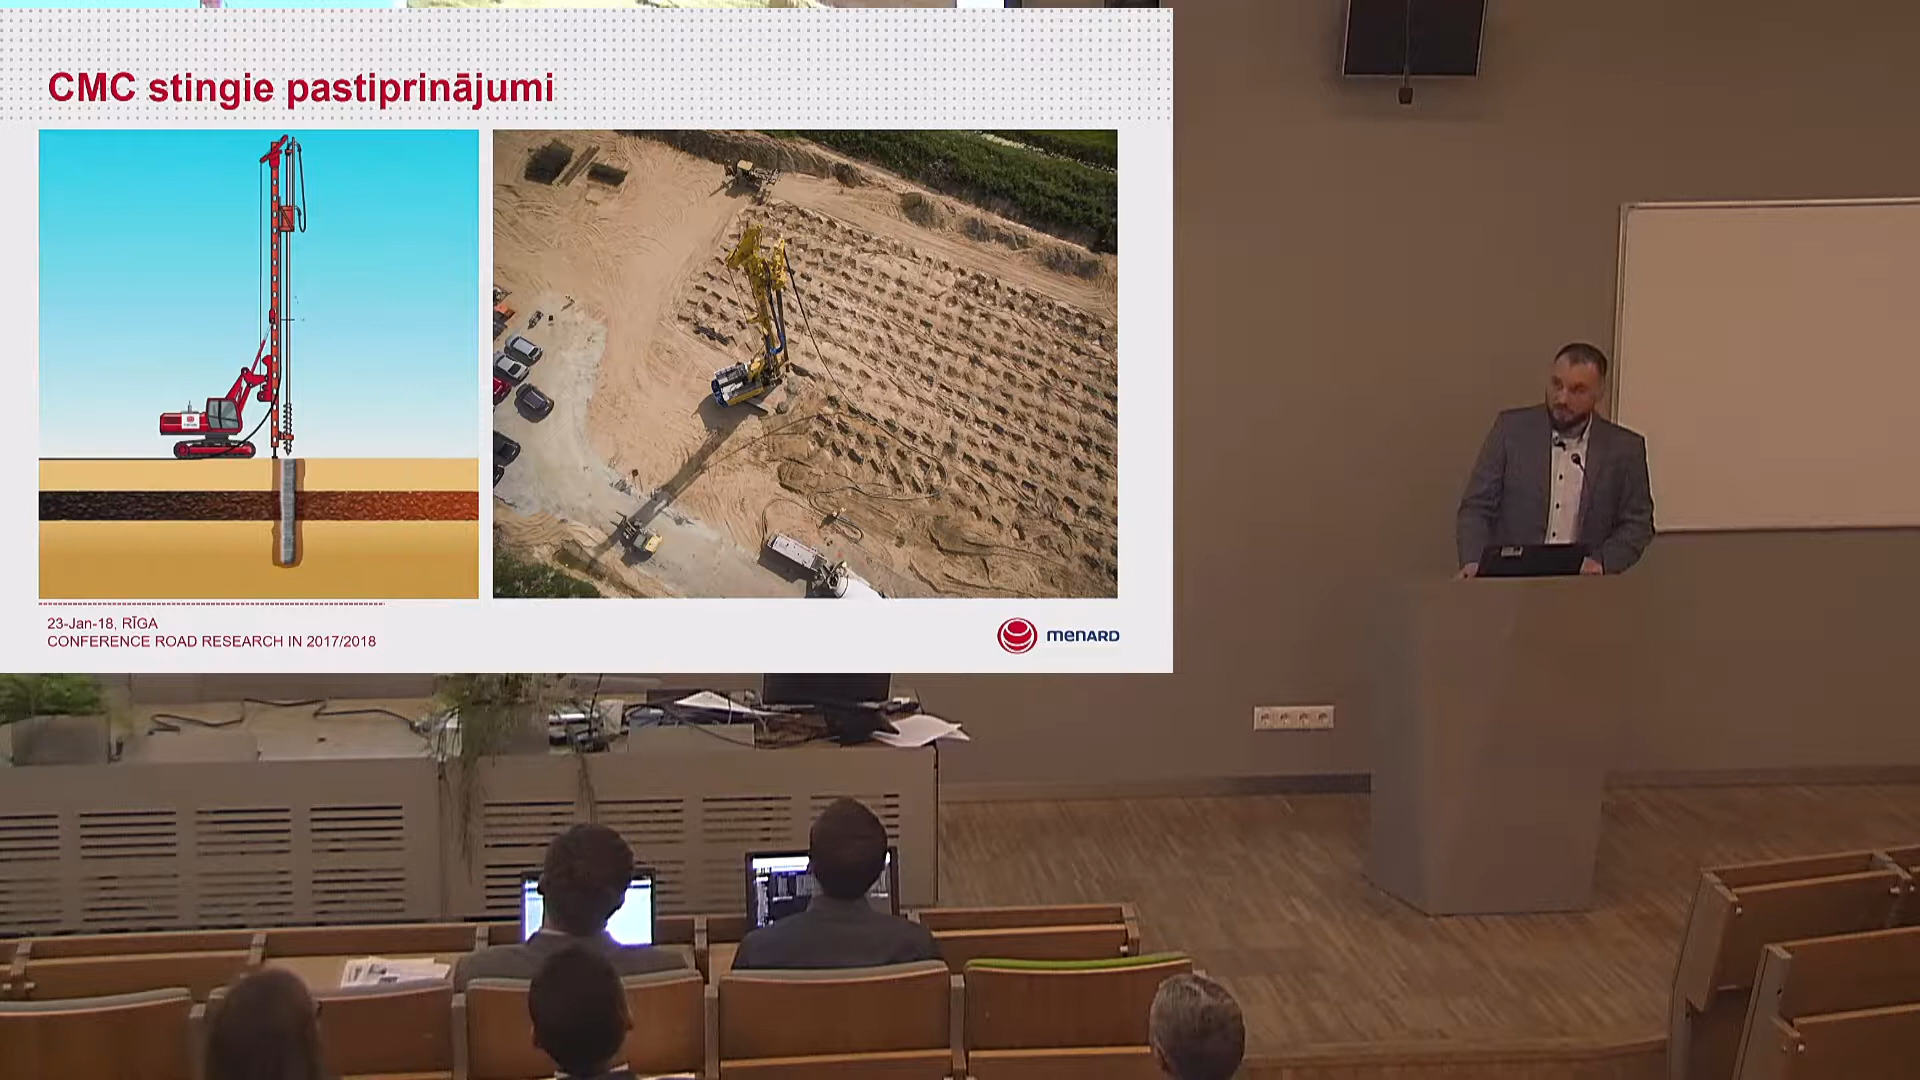 CMC stingie pastiprinājumi
23-Jan-18, RĪGA
CONFERENCE ROAD RESEARCH IN 2017/2018
menARD